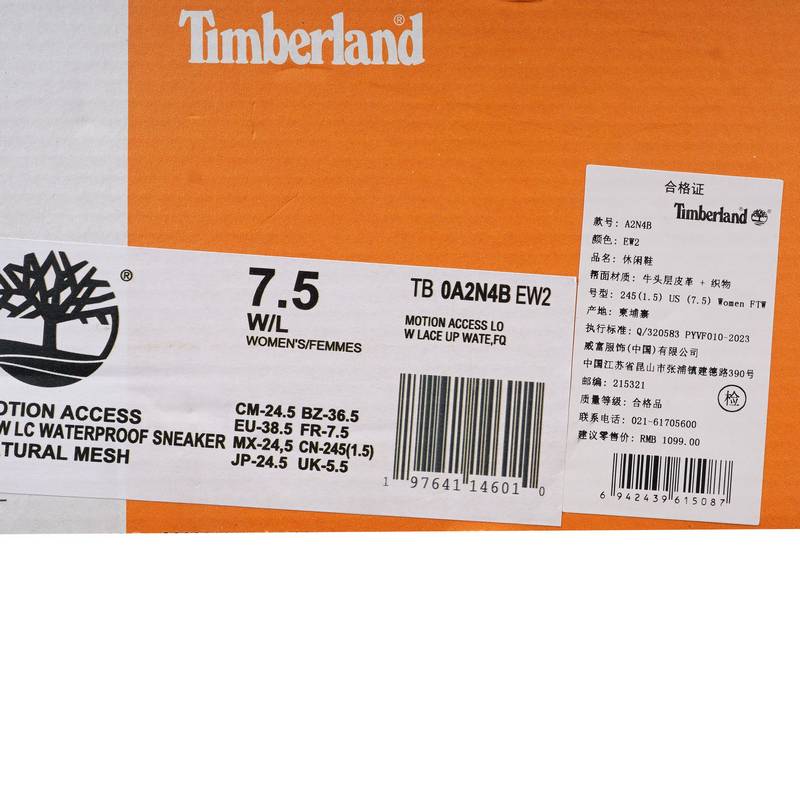 Timberland®
®
7.5
W/L
WOMEN'S/FEMMES
TB 0A2N4B EW2
MOTION ACCESS LO
W LACE UP WATE,FQ
OTION ACCESS
W LC WATERPROOF SNEAKER
TURAL MESH
CM-24.5 BZ-36.5
EU-38.5 FR-7.5
MX-24,5 CN-245(1.5)
JP-24.5 UK-5.5
1 97641 14601 0
合格证
Timberland
款号: A2N4B
颜色: EW2
品名: 休闲鞋
帮面材质: 牛头层皮革 + 织物
号型: 245(1.5) US (7.5) Women FTW
产地: 柬埔寨
执行标准: Q/320583 PYVF010-2023
威富服饰(中国)有限公司
中国江苏省昆山市张浦镇建德路390号
邮编: 215321
质量等级: 合格品
检
联系电话: 021-61705600
建议零售价: RMB 1099.00
6 942439 615087